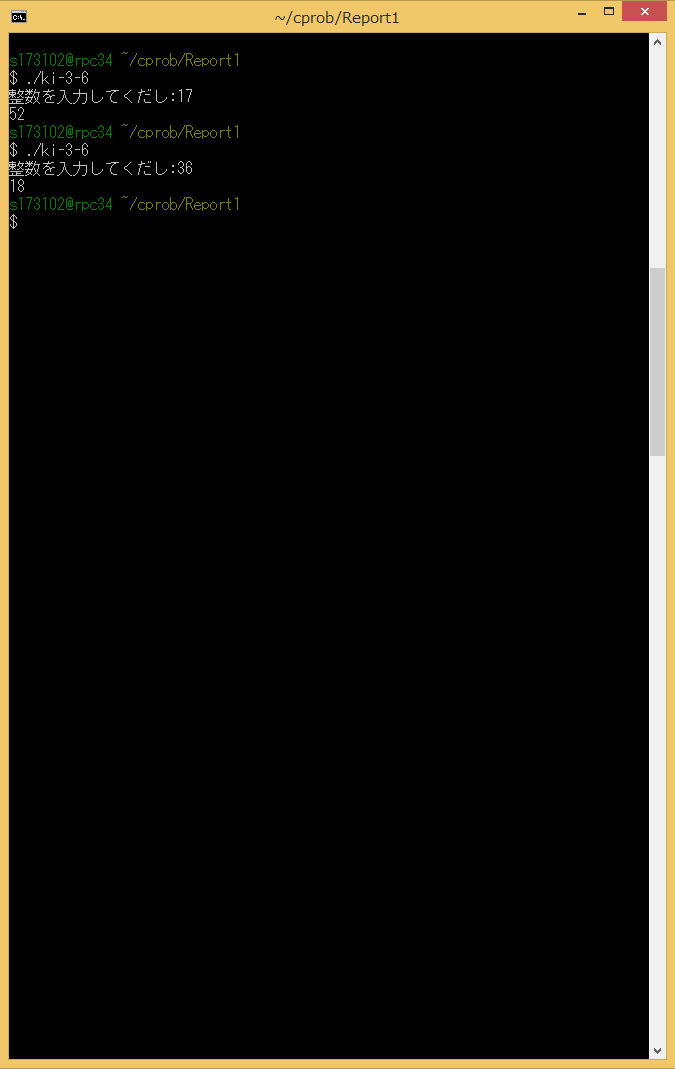 ~/cprob/Report1
s173102@rpc34 ~/cprob/Report1
$ ./ki-3-6
整数を入力してくだし:17
52
s173102@rpc34 ~/cprob/Report1
$ ./ki-3-6
整数を入力してくだし:36
18
s173102@rpc34 ~/cprob/Report1
$